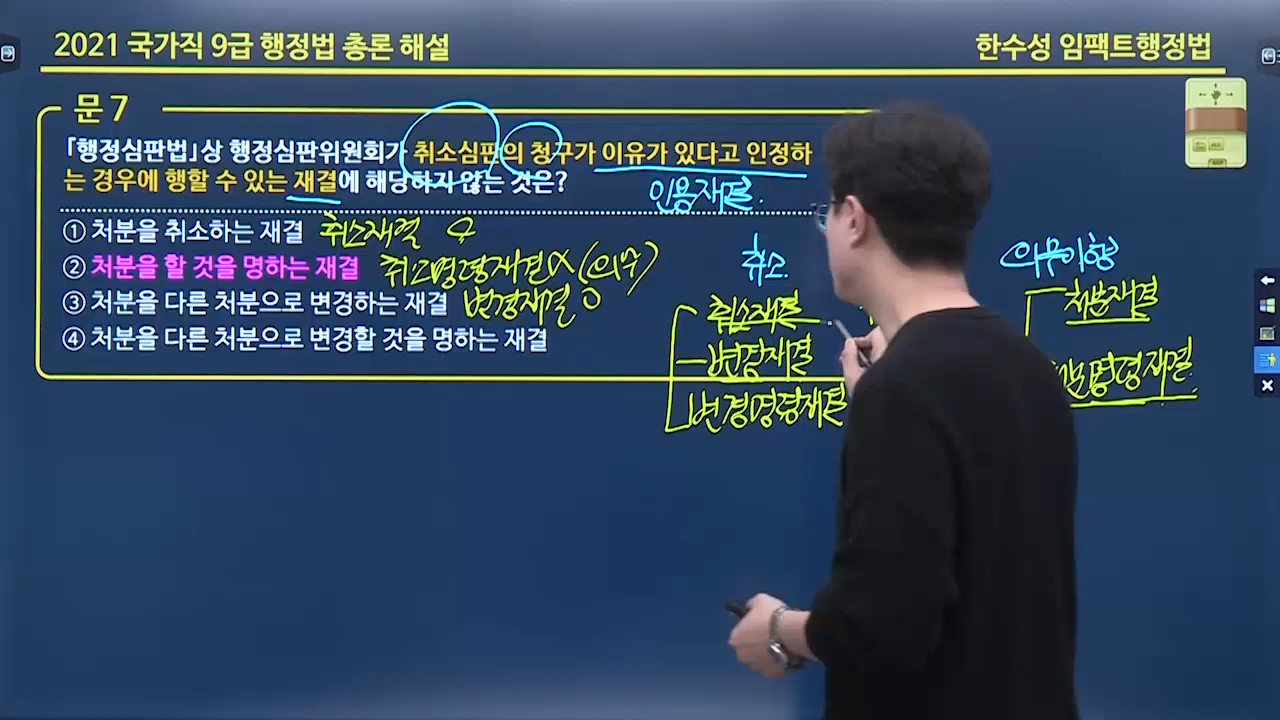 2021 국가직 9급 행정법 총론 해설
한수성 임팩트행정법
문 7
「행정심판법」상 행정심판위원회가 취소심판의 청구가 이유가 있다고 인정하
는 경우에 행할 수 있는 재결에 해당하지 않는 것은?
인용재결.
① 처분을 취소하는 재결 취소재결
② 처분을 할 것을 명하는 재결 취소명령재결 X (의무)
③ 처분을 다른 처분으로 변경하는 재결 변경재결 O
④ 처분을 다른 처분으로 변경할 것을 명하는 재결
취소.
취소재결
변경재결
변경명령재결
의무이행
처분재결
명령재결